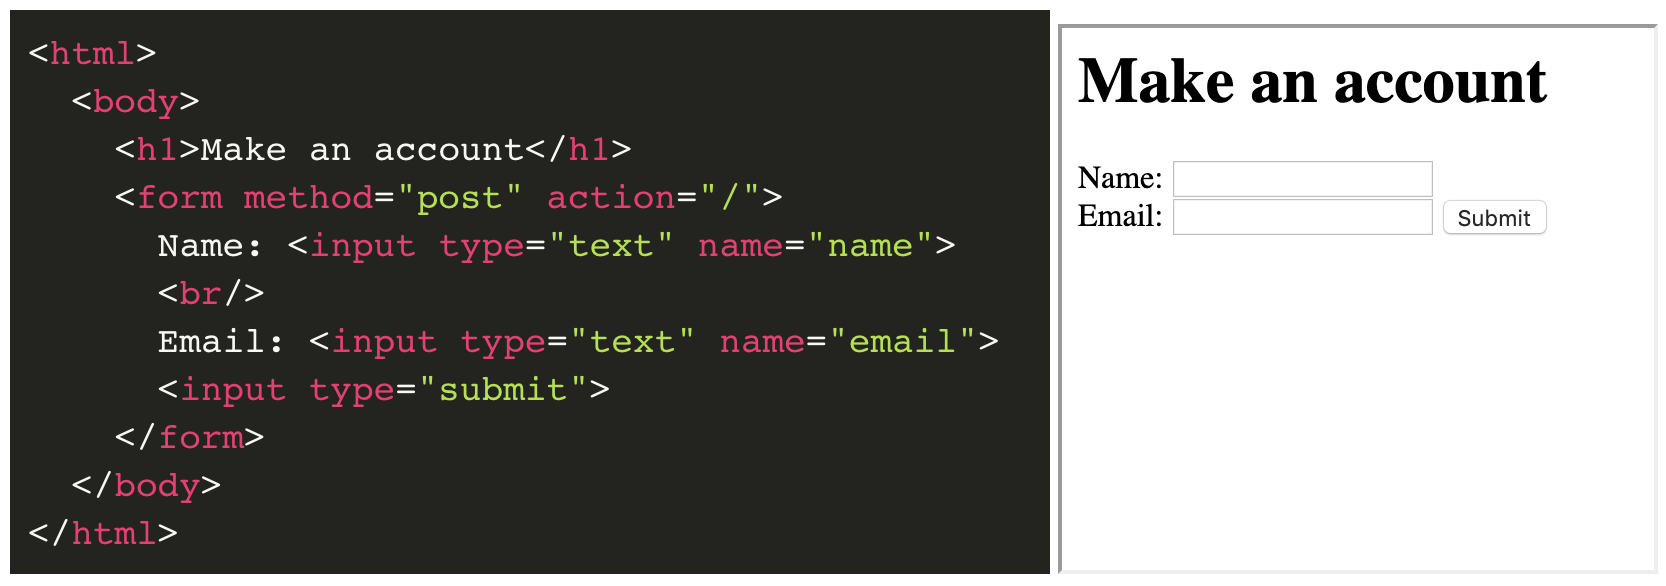 <html>
  <body>
    <h1>Make an account</h1>
    <form method="post" action="/">
      Name: <input type="text" name="name">
      <br/>
      Email: <input type="text" name="email">
      <input type="submit">
    </form>
  </body>
</html>
Make an account
Name:
Email: Submit